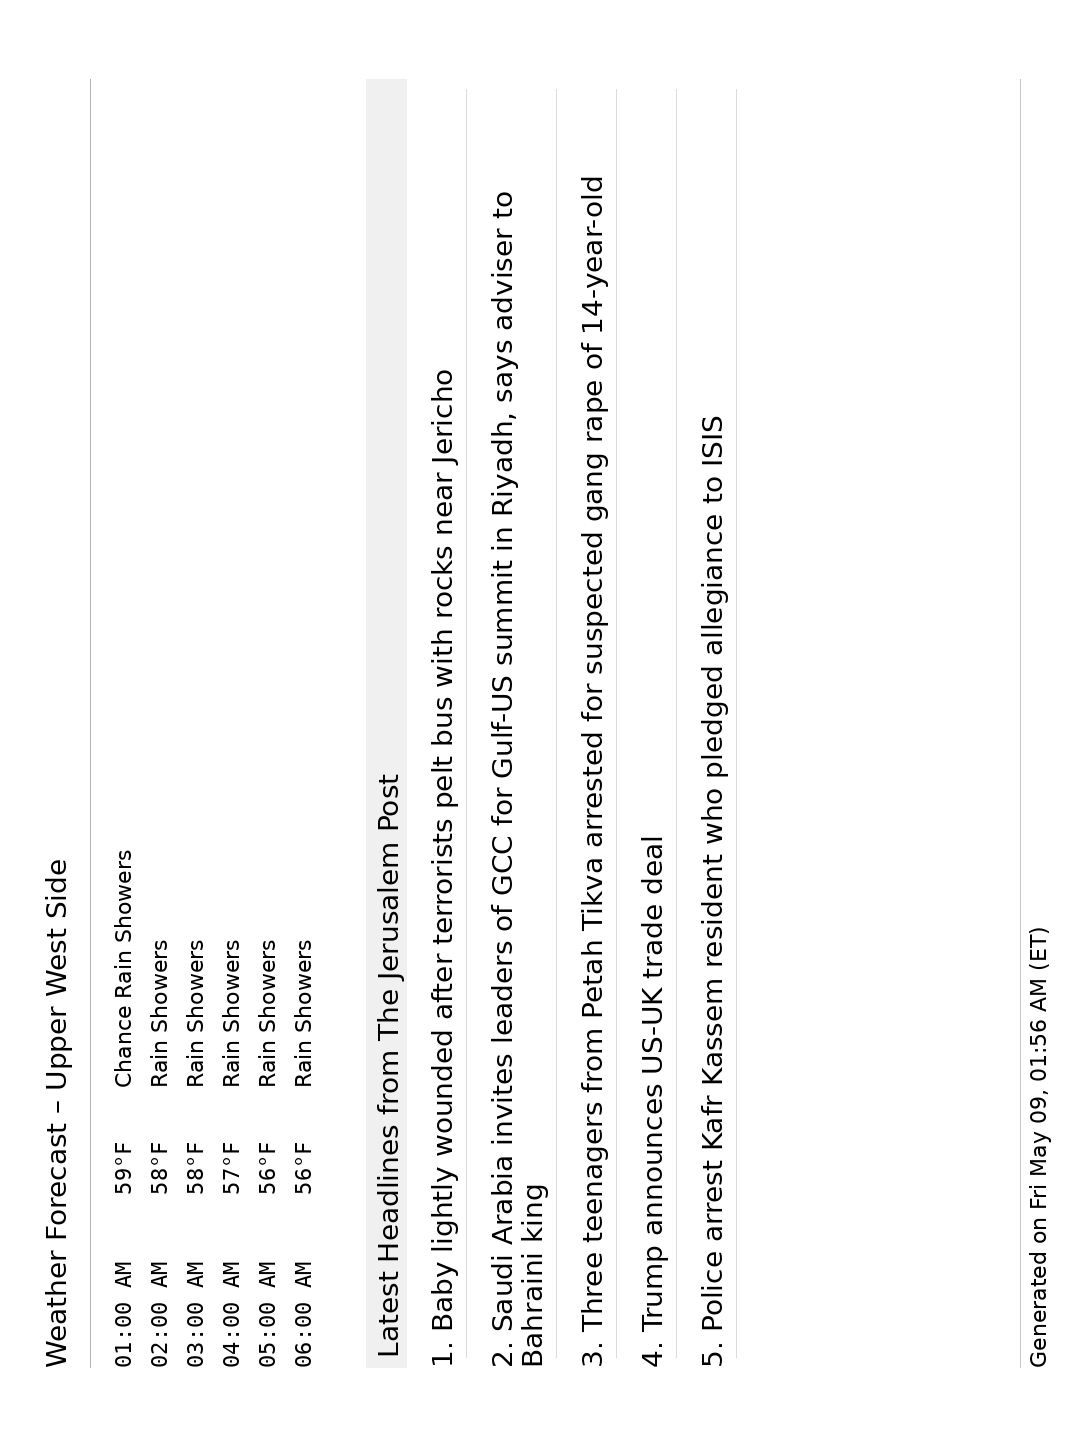 Weather Forecast – Upper West Side
01:00 AM 59°F Chance Rain Showers
02:00 AM 58°F Rain Showers
03:00 AM 58°F Rain Showers
04:00 AM 57°F Rain Showers
05:00 AM 56°F Rain Showers
06:00 AM 56°F Rain Showers
Latest Headlines from The Jerusalem Post
1. Baby lightly wounded after terrorists pelt bus with rocks near Jericho
2. Saudi Arabia invites leaders of GCC for Gulf-US summit in Riyadh, says adviser to
Bahraini king
3. Three teenagers from Petah Tikva arrested for suspected gang rape of 14-year-old
4. Trump announces US-UK trade deal
5. Police arrest Kafr Kassem resident who pledged allegiance to ISIS
Generated on Fri May 09, 01:56 AM (ET)